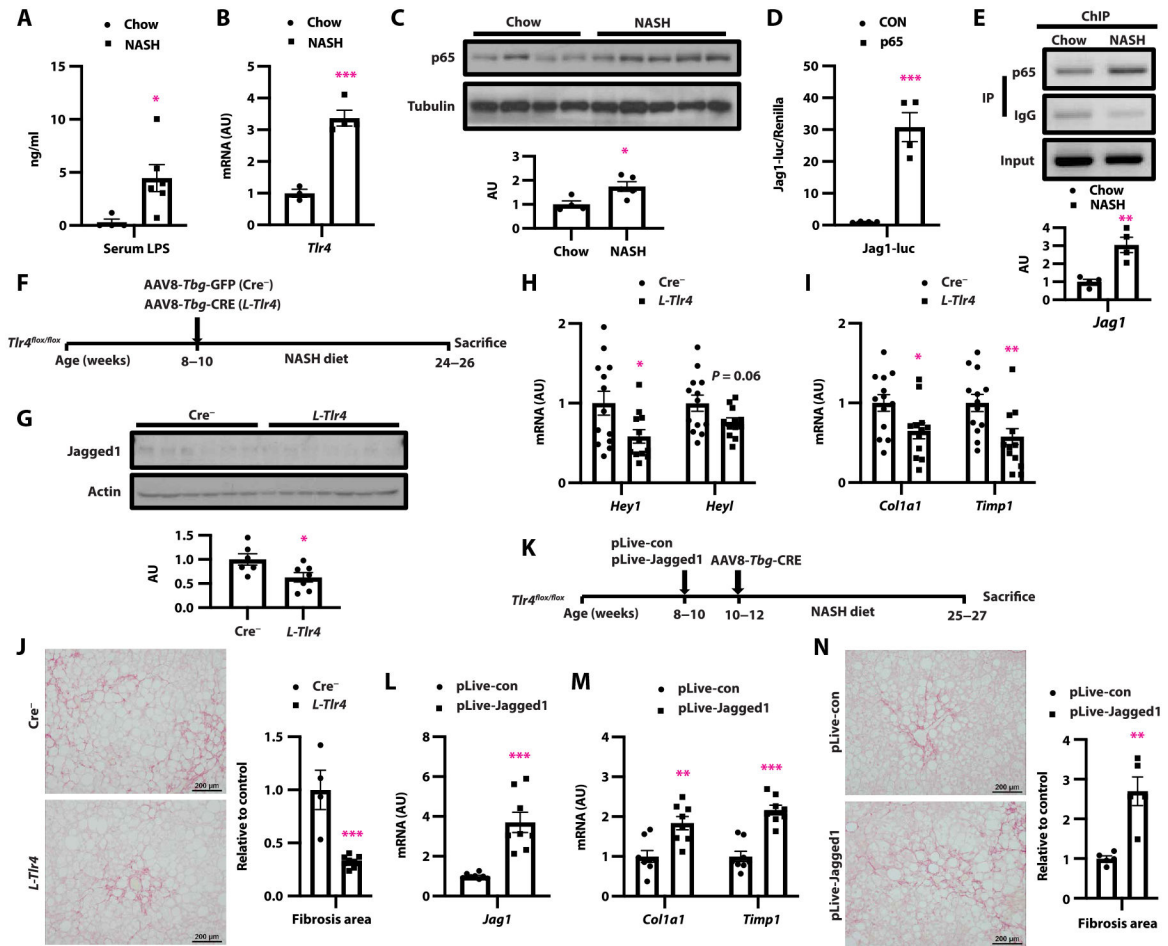 A
Chow
NASH
ng/ml
15
10
5
0
*
Serum LPS
B
Chow
NASH
mRNA (AU)
5
4
3
2
1
0
***
Tlr4
C
Chow
NASH
p65
Tubulin
AU
3
2
1
0
*
Chow
NASH
D
CON
p65
Jag1-luc/Renilla
50
40
30
20
10
0
***
Jag1-luc
E
ChIP
Chow
NASH
IP
p65
IgG
Input
Chow
NASH
AU
5
4
3
2
1
0
**
Jag1
F
AAV8-Tbg-GFP (Cre⁻)
AAV8-Tbg-CRE (L-Tlr4)
Tlr4flox/flox
Sacrifice
Age (weeks)
8–10
NASH diet
24–26
G
Cre⁻
L-Tlr4
Jagged1
Actin
AU
1.5
1.0
0.5
0.0
*
Cre⁻
L-Tlr4
H
Cre⁻
L-Tlr4
mRNA (AU)
2
1
0
*
P = 0.06
Hey1
Heyl
I
Cre⁻
L-Tlr4
mRNA (AU)
2
1
0
*
**
Col1a1
Timp1
J
Cre⁻
200 µm
L-Tlr4
200 µm
Cre⁻
L-Tlr4
Relative to control
1.5
1.0
0.5
0.0
***
Fibrosis area
K
pLive-con
pLive-Jagged1
AAV8-Tbg-CRE
Tlr4flox/flox
Sacrifice
Age (weeks)
8–10
10–12
NASH diet
25–27
L
pLive-con
pLive-Jagged1
mRNA (AU)
8
6
4
2
0
***
Jag1
M
pLive-con
pLive-Jagged1
mRNA (AU)
4
3
2
1
0
**
***
Col1a1
Timp1
N
pLive-con
200 µm
pLive-Jagged1
200 µm
pLive-con
pLive-Jagged1
Relative to control
4
3
2
1
0
**
Fibrosis area